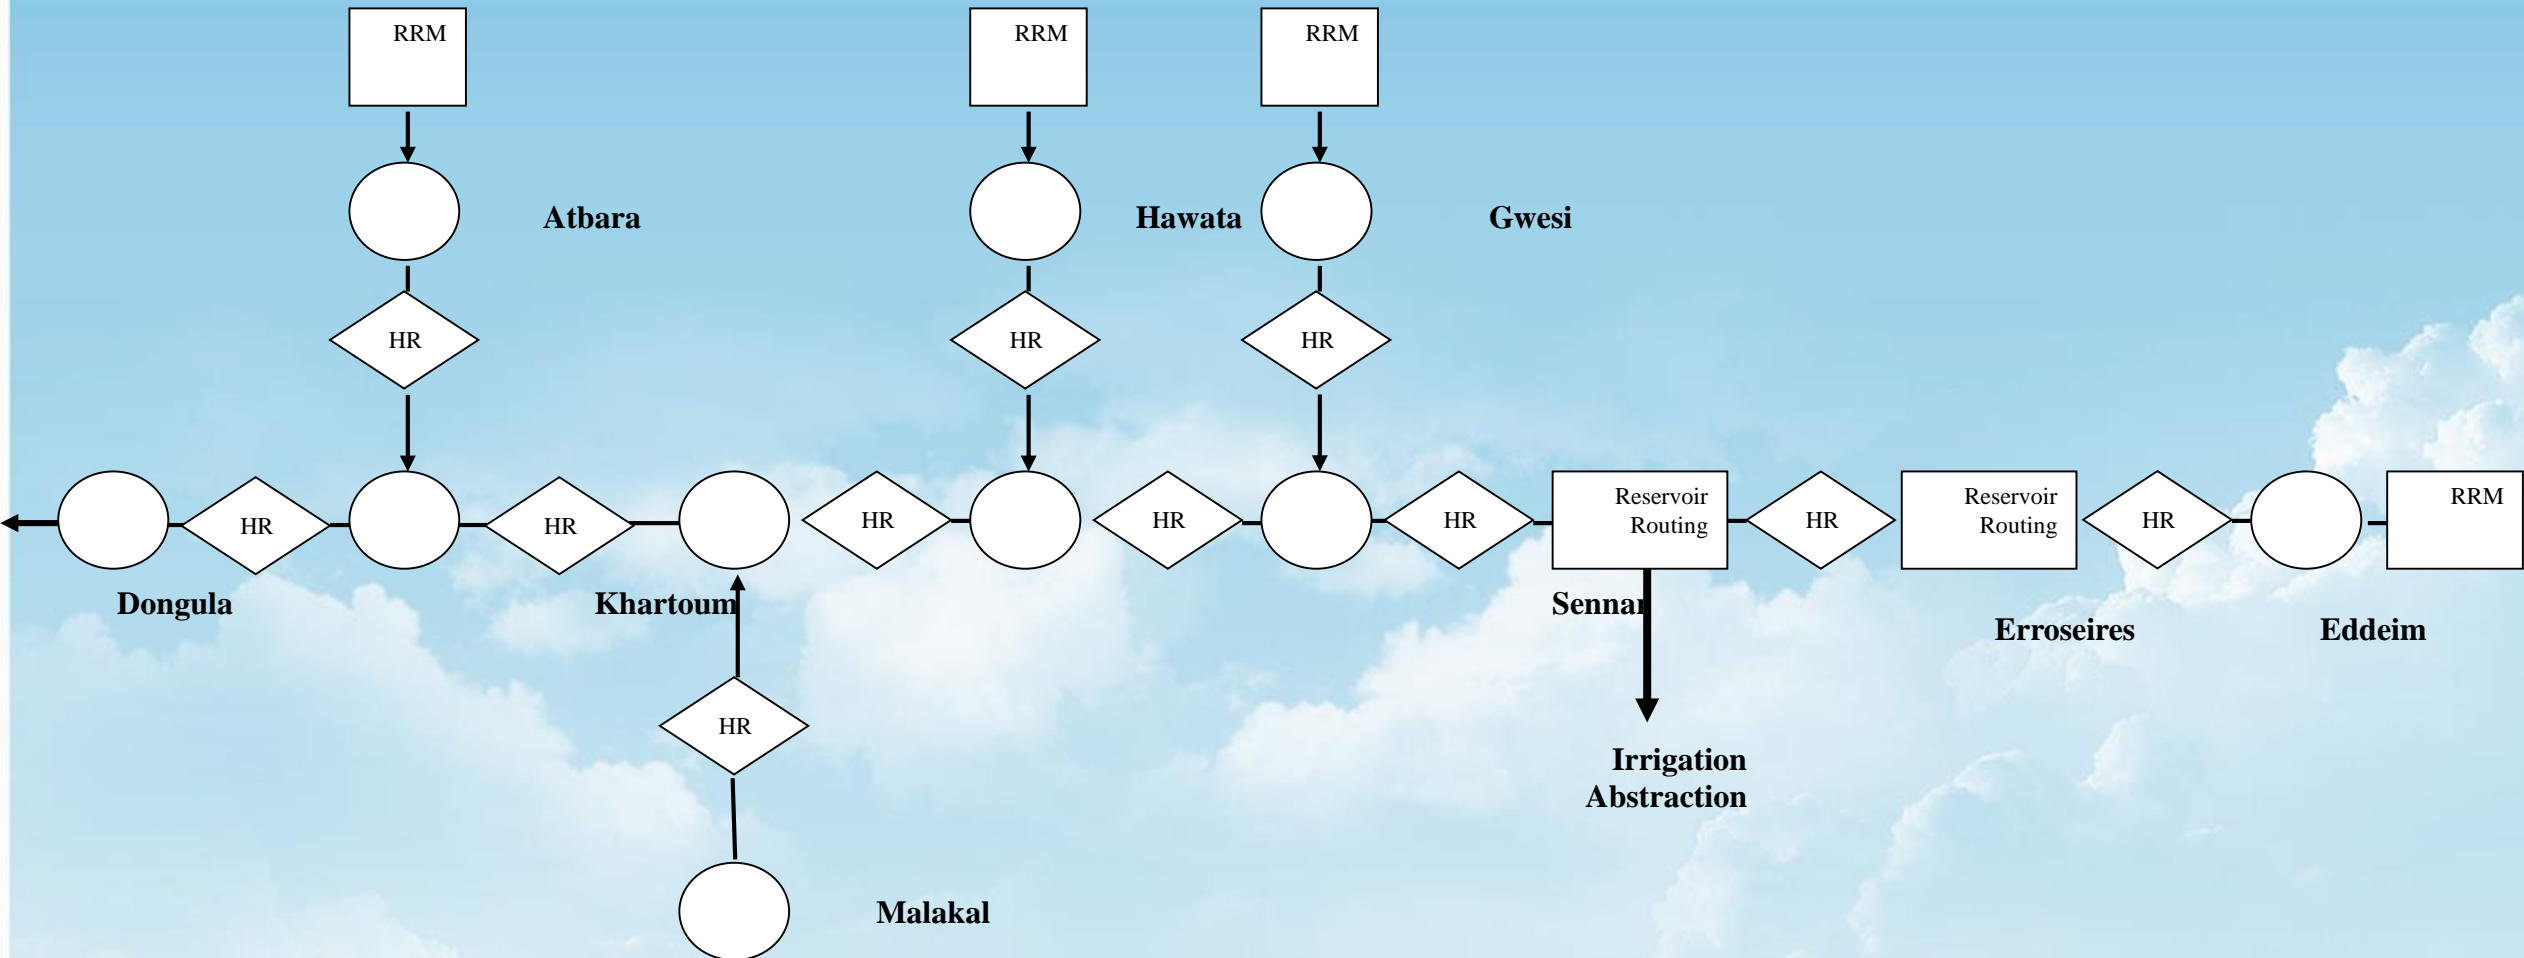 RRM
RRM
RRM
Atbara
Hawata
Gwesi
HR
HR
HR
HR
HR
HR
HR
HR
Reservoir
Routing
HR
Reservoir
Routing
HR
RRM
Dongula
Khartoum
Sennar
Erroseires
Eddeim
HR
Irrigation
Abstraction
Malakal